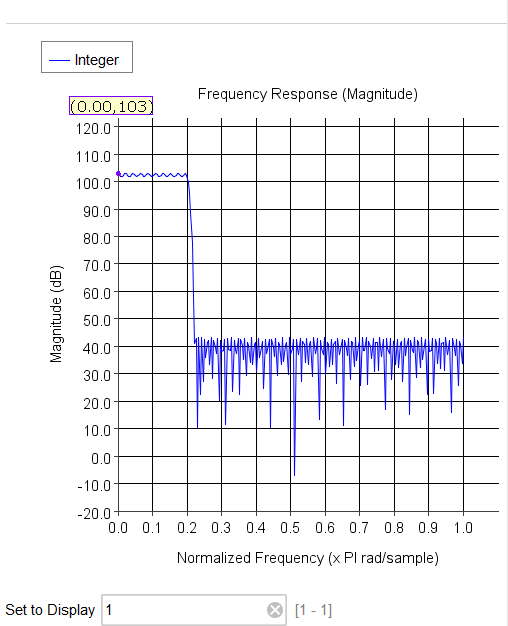 Integer
Frequency Response (Magnitude)
(0.00,103)
120.0
110.0
100.0
90.0
80.0
70.0
60.0
50.0
40.0
30.0
20.0
10.0
0.0
-10.0
-20.0
Magnitude (dB)
0.0 0.1 0.2 0.3 0.4 0.5 0.6 0.7 0.8 0.9 1.0
Normalized Frequency (x PI rad/sample)
Set to Display 1 [1 - 1]